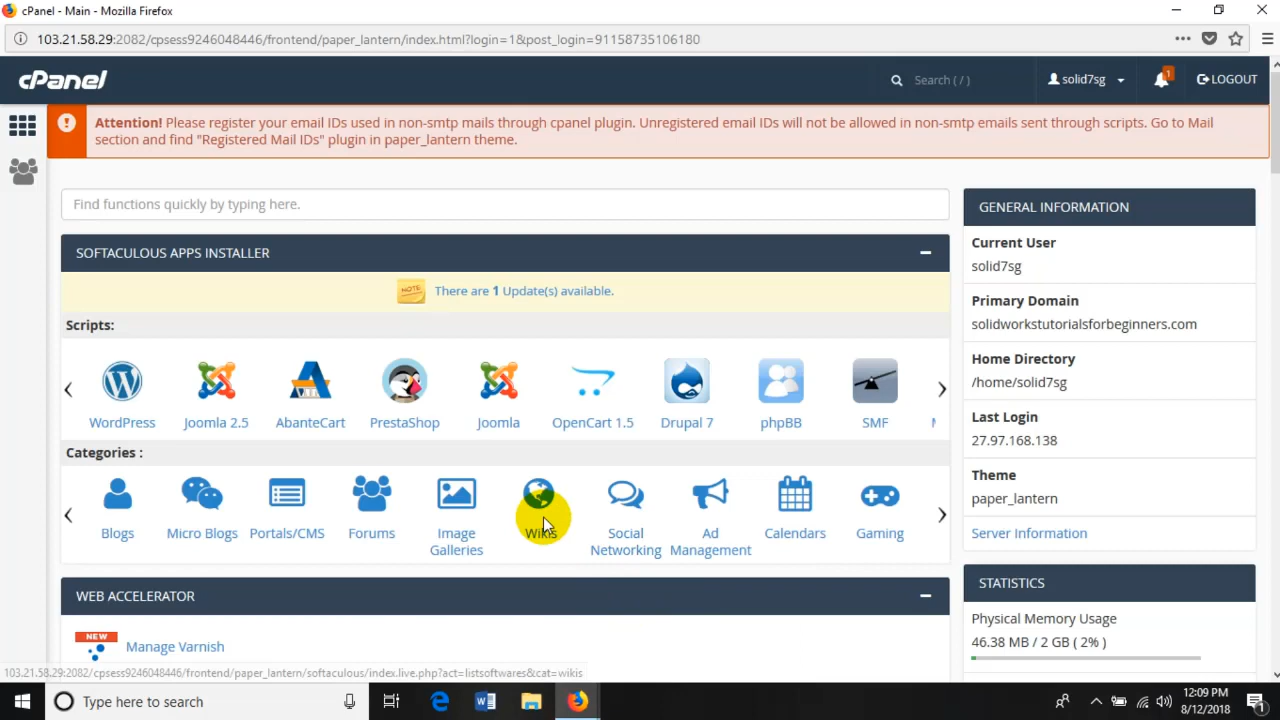 cPanel - Main - Mozilla Firefox
103.21.58.29:2082/cpsess9246048446/frontend/paper_lantern/index.html?login=1&post_login=91158735106180
cPanel
Search ( / )
solid7sg
1
LOGOUT
Attention! Please register your email IDs used in non-smtp mails through cpanel plugin. Unregistered email IDs will not be allowed in non-smtp emails sent through scripts. Go to Mail
section and find "Registered Mail IDs" plugin in paper_lantern theme.
Find functions quickly by typing here.
SOFTACULOUS APPS INSTALLER
NOTE
There are 1 Update(s) available.
Scripts:
WordPress
Joomla 2.5
AbanteCart
PrestaShop
Joomla
OpenCart 1.5
Drupal 7
phpBB
SMF
Categories :
Blogs
Micro Blogs
Portals/CMS
Forums
Image
Galleries
Wikis
Social
Networking
Ad
Management
Calendars
Gaming
WEB ACCELERATOR
NEW
Manage Varnish
GENERAL INFORMATION
Current User
solid7sg
Primary Domain
solidworkstutorialsforbeginners.com
Home Directory
/home/solid7sg
Last Login
27.97.168.138
Theme
paper_lantern
Server Information
STATISTICS
Physical Memory Usage
46.38 MB / 2 GB ( 2% )
103.21.58.29:2082/cpsess9246048446/frontend/paper_lantern/softaculous/index.live.php?act=listsoftwares&cat=wikis
Type here to search
12:09 PM
8/12/2018
1